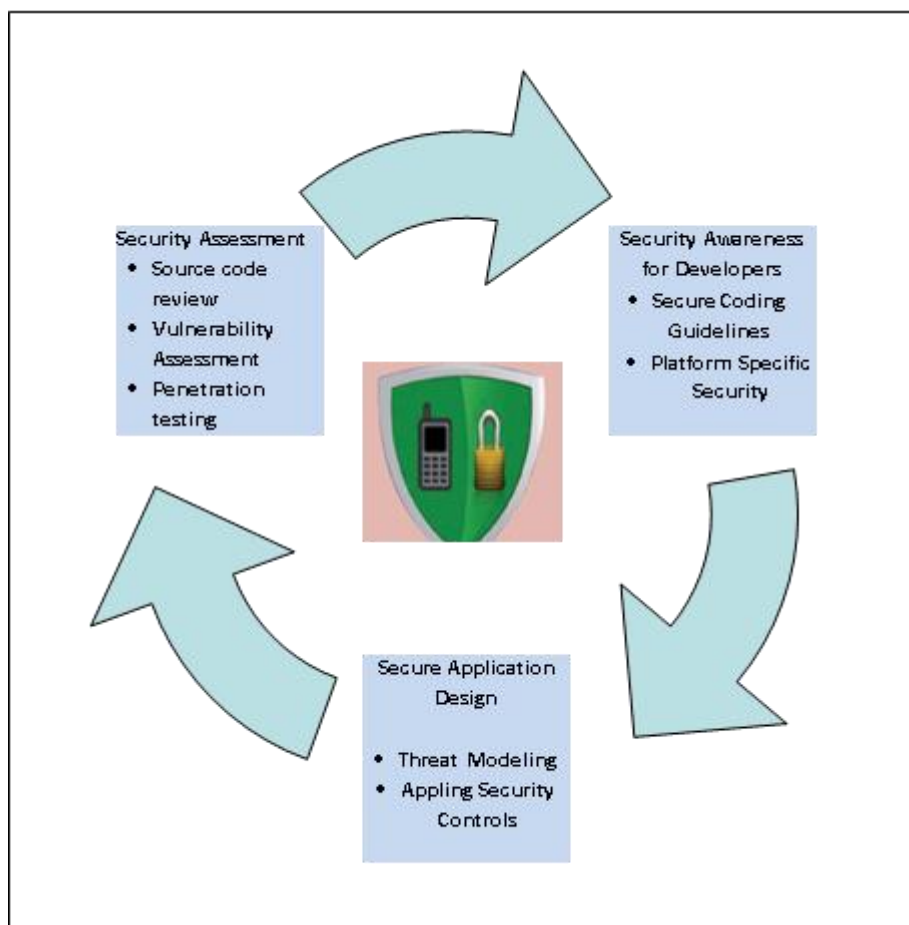 Security Assessment
• Source code
review
• Vulnerability
Assessment
• Penetration
testing
Security Awareness
for Developers
• Secure Coding
Guidelines
• Platform Specific
Security
Secure Application
Design
• Threat Modeling
• Appling Security
Controls